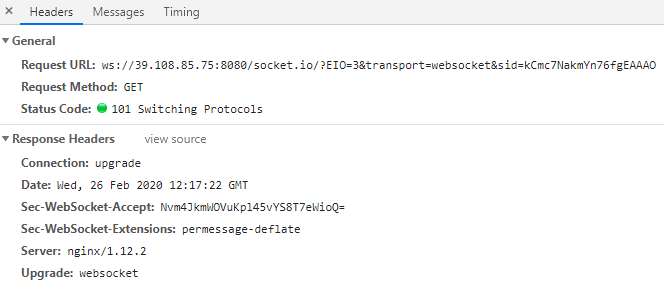 × Headers Messages Timing
▼ General
Request URL: ws://39.108.85.75:8080/socket.io/?EIO=3&transport=websocket&sid=kCmc7NakmYn76fgEAAAO
Request Method: GET
Status Code: 101 Switching Protocols
▼ Response Headers view source
Connection: upgrade
Date: Wed, 26 Feb 2020 12:17:22 GMT
Sec-WebSocket-Accept: Nvm4JkmWOVuKpl45vYS8T7eWioQ=
Sec-WebSocket-Extensions: permessage-deflate
Server: nginx/1.12.2
Upgrade: websocket